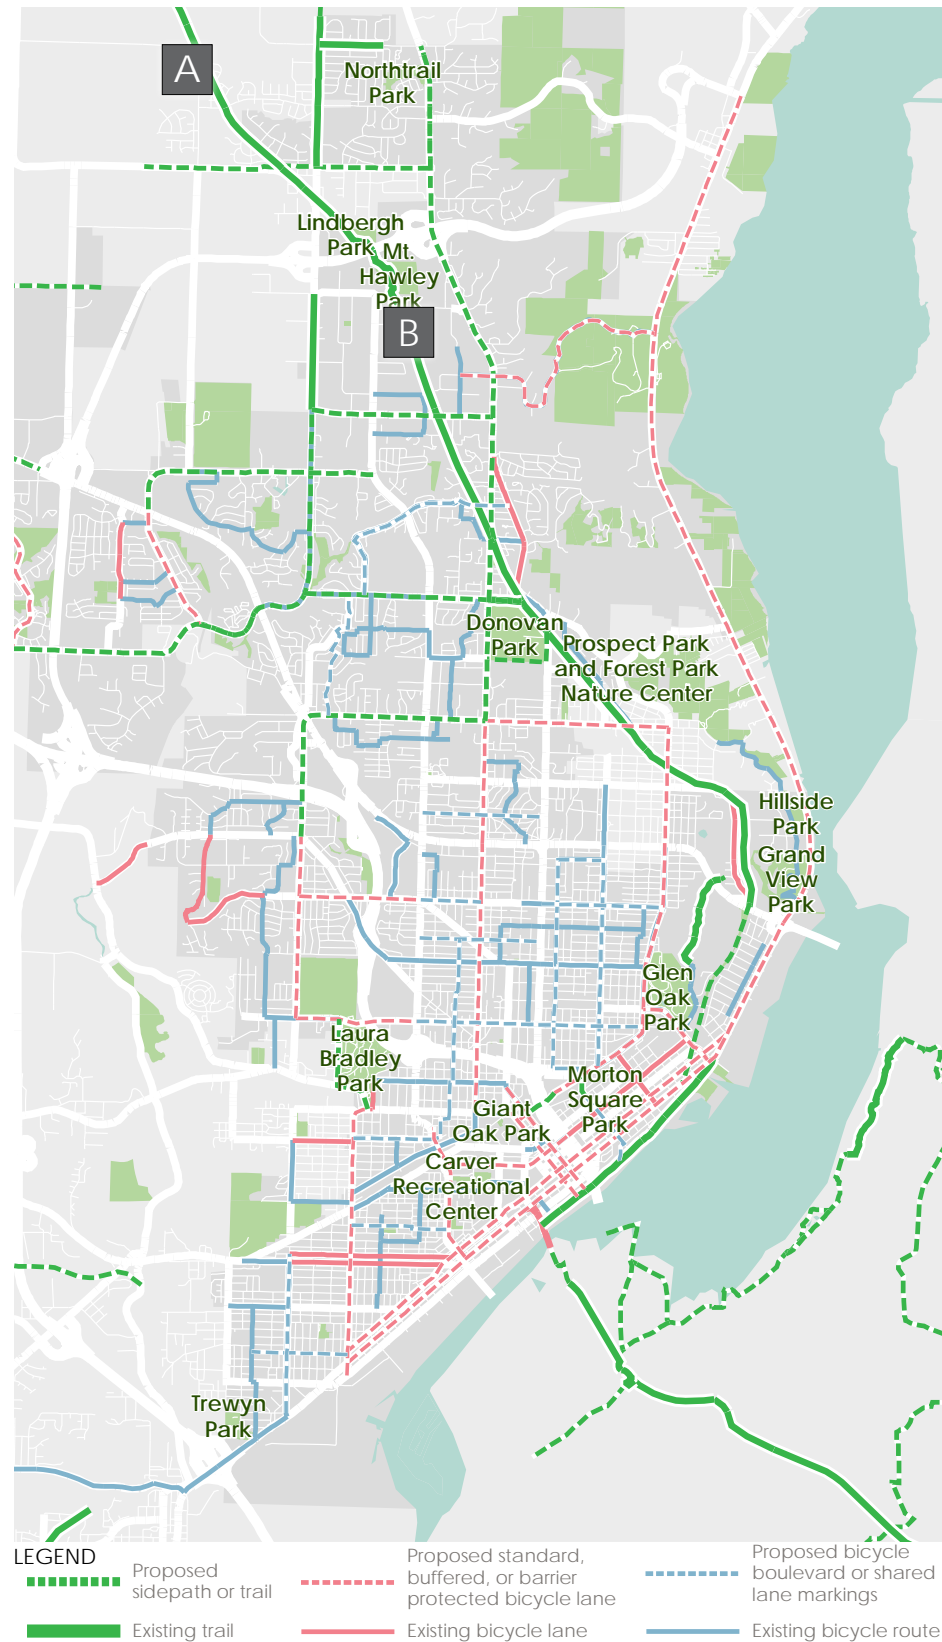 A
Northtrail
Park
Lindbergh
Park
Mt.
Hawley
Park
B
Donovan
Park
Prospect Park
and Forest Park
Nature Center
Hillside
Park
Grand
View
Park
Glen
Oak
Park
Laura
Bradley
Park
Morton
Square
Park
Giant
Oak Park
Carver
Recreational
Center
Trewyn
Park
LEGEND
Proposed
sidepath or trail
Proposed standard,
buffered, or barrier
protected bicycle lane
Proposed bicycle
boulevard or shared
lane markings
Existing trail
Existing bicycle lane
Existing bicycle route